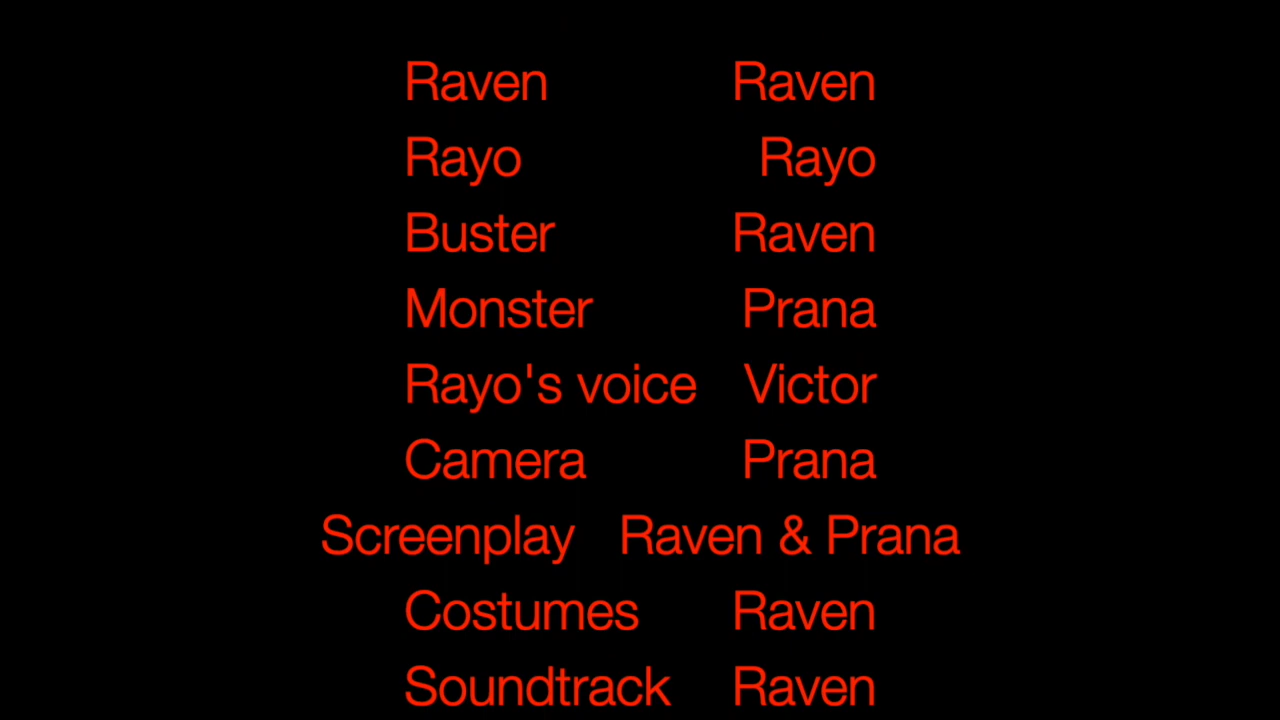 Raven Raven
Rayo Rayo
Buster Raven
Monster Prana
Rayo's voice Victor
Camera Prana
Screenplay Raven & Prana
Costumes Raven
Soundtrack Raven